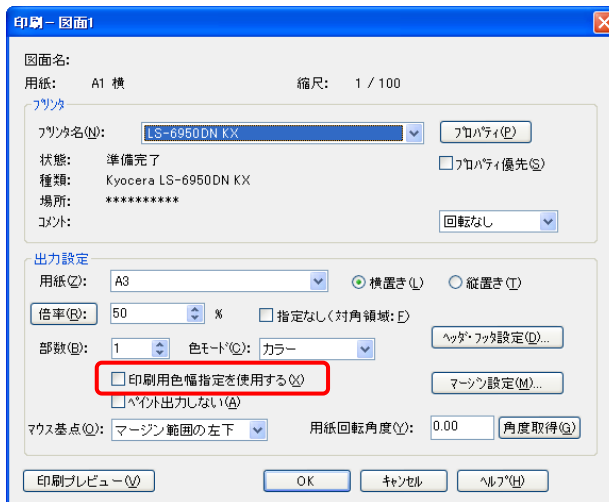 印刷 - 図面1
図面名:
用紙: A1 横 縮尺: 1 / 100
プリンタ
プリンタ名(N): LS-6950DN KX プロパティ(P)
状態: 準備完了 プロパティ優先(S)
種類: Kyocera LS-6950DN KX
場所: **********
コメント: 回転なし
出力設定
用紙(Z): A3 横置き(L) 縦置き(T)
倍率(R): 50 % 指定なし(対角領域:F)
部数(B): 1 色モード(C): カラー ヘッダ・フッタ設定(D)...
印刷用色幅指定を使用する(X) マージン設定(M)...
ペイント出力しない(A)
マウス基点(O): マージン範囲の左下 用紙回転角度(Y): 0.00 角度取得(G)
印刷プレビュー(V) OK キャンセル ヘルプ(H)